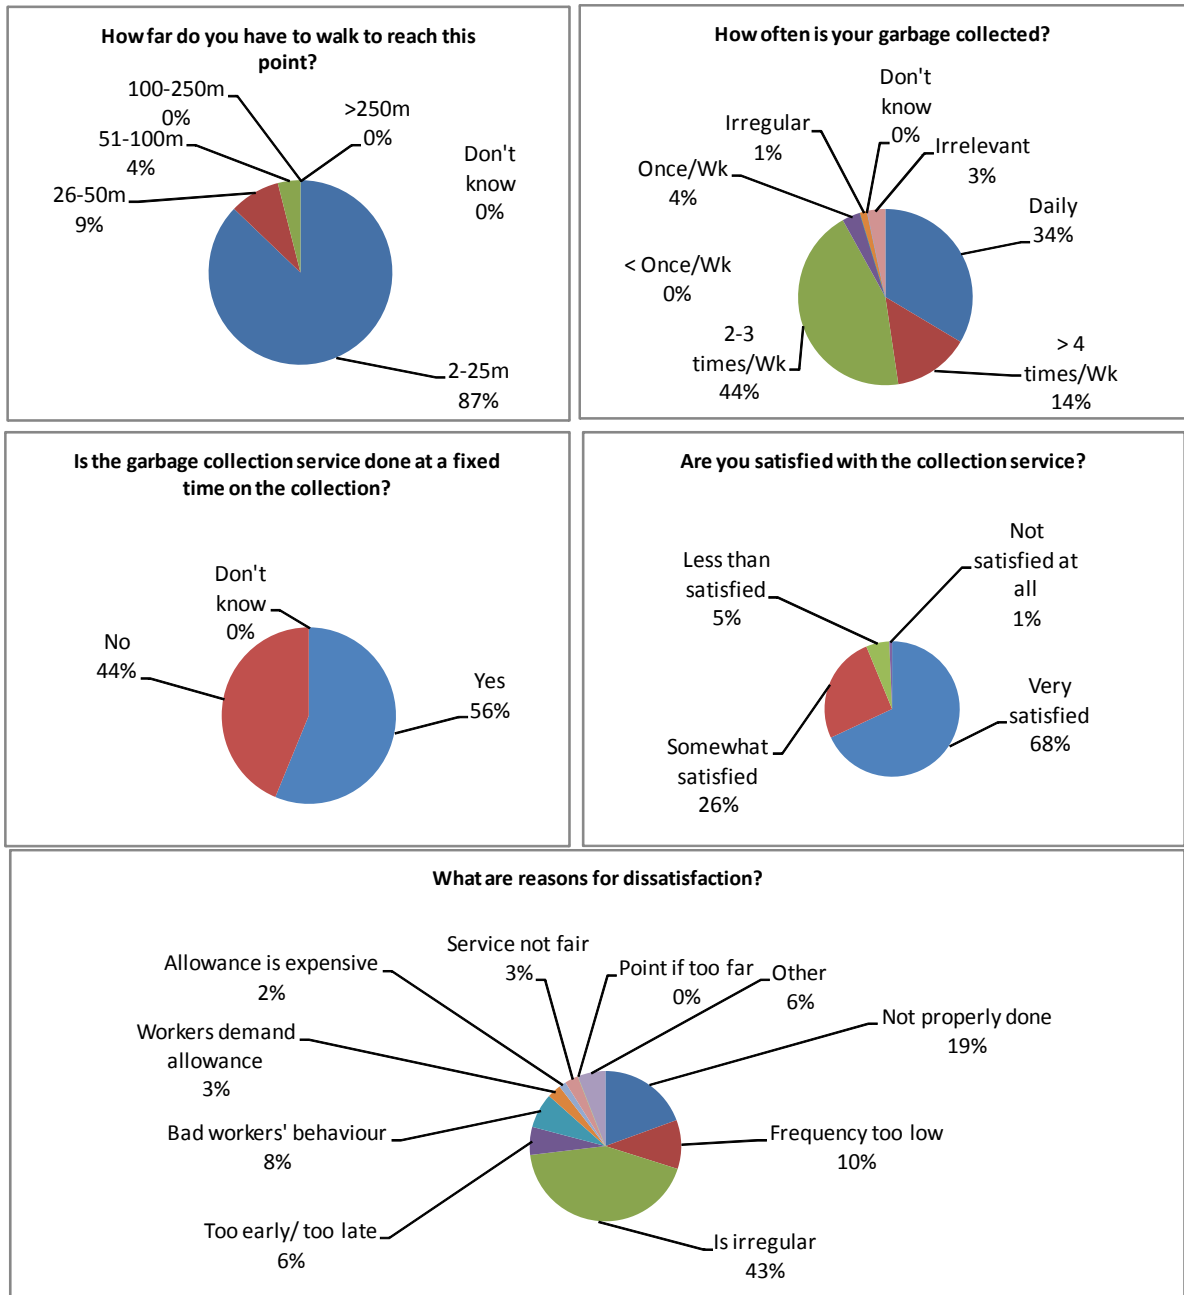 How far do you have to walk to reach this
point?
100-250m
0%
>250m
0%
51-100m
4%
Don't
know
0%
26-50m
9%
2-25m
87%
How often is your garbage collected?
Don't
know
0%
Irregular
1%
Irrelevant
3%
Once/Wk
4%
Daily
34%
< Once/Wk
0%
2-3
times/Wk
44%
> 4
times/Wk
14%
Is the garbage collection service done at a fixed
time on the collection?
Don't
know
0%
No
44%
Yes
56%
Are you satisfied with the collection service?
Not
satisfied at
all
1%
Less than
satisfied
5%
Very
satisfied
68%
Somewhat
satisfied
26%
What are reasons for dissatisfaction?
Service not fair
3%
Allowance is expensive
2%
Point if too far
0%
Other
6%
Workers demand
allowance
3%
Not properly done
19%
Bad workers' behaviour
8%
Frequency too low
10%
Too early/ too late
6%
Is irregular
43%